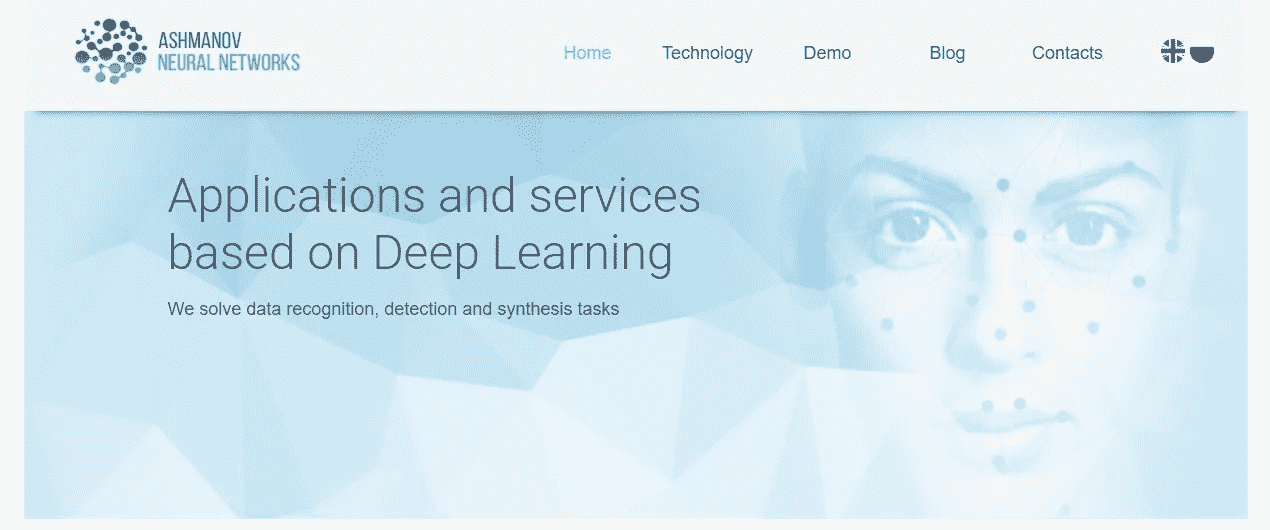 ASHMANOV
NEURAL NETWORKS
Home
Technology
Demo
Blog
Contacts
Applications and services
based on Deep Learning
We solve data recognition, detection and synthesis tasks